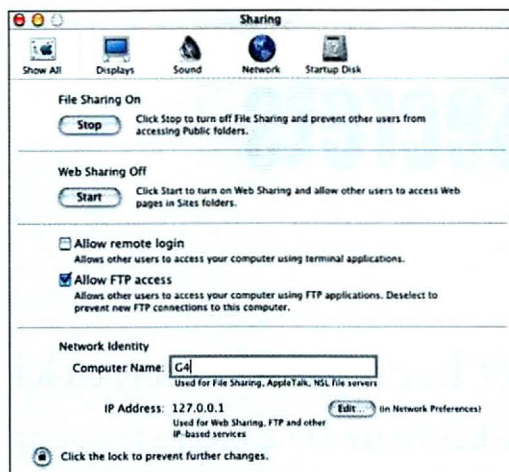 Sharing
Show All Displays Sound Network Startup Disk
File Sharing On
Stop Click Stop to turn off File Sharing and prevent other users from
accessing Public folders.
Web Sharing Off
Start Click Start to turn on Web Sharing and allow other users to access Web
pages in Sites folders.
Allow remote login
Allows other users to access your computer using terminal applications.
Allow FTP access
Allows other users to access your computer using FTP applications. Deselect to
prevent new FTP connections to this computer.
Network Identity
Computer Name: G4
Used for File Sharing, AppleTalk, NSL file servers
IP Address: 127.0.0.1 Edit... (in Network Preferences)
Used for Web Sharing, FTP and other
IP-based services
Click the lock to prevent further changes.